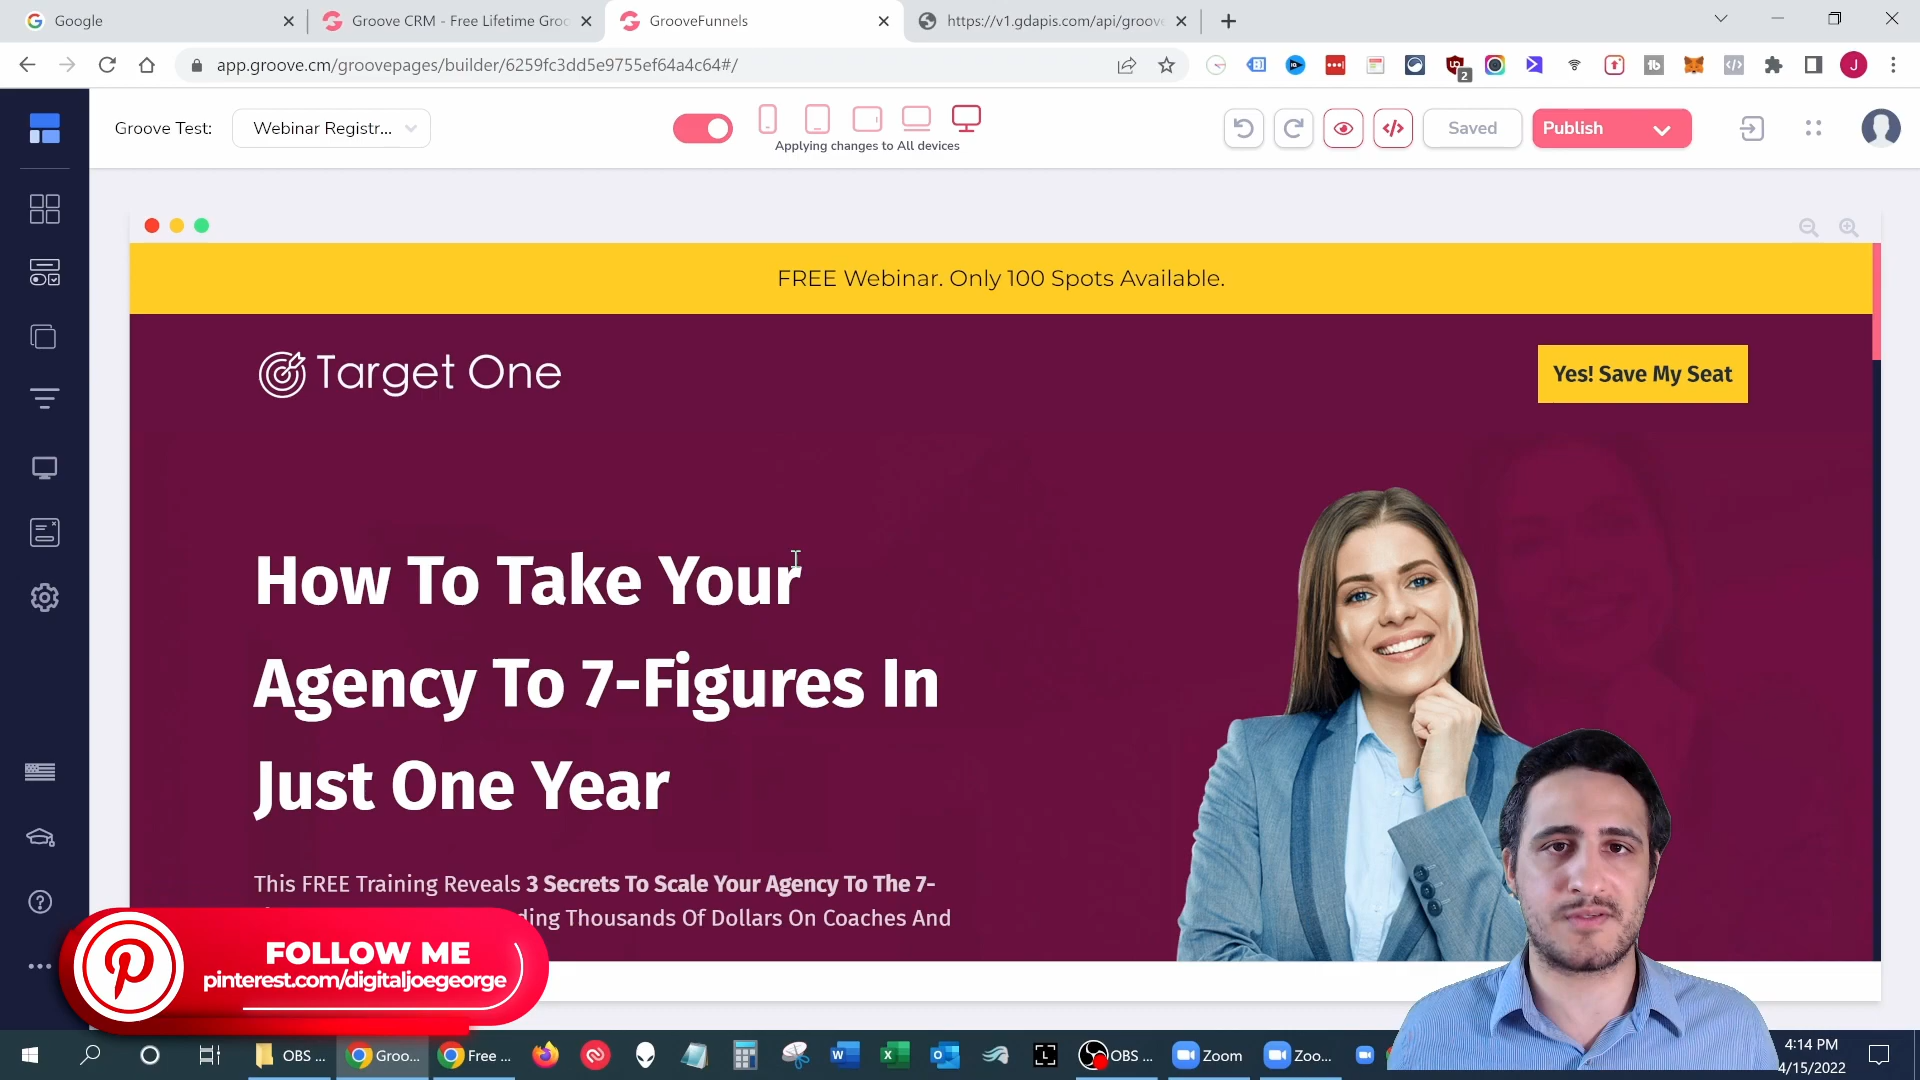 Google
Groove CRM - Free Lifetime Groo
GrooveFunnels
https://v1.gdapis.com/api/groove
app.groove.cm/groovepages/builder/6259fc3dd5e9755ef64a4c64#/
2
J
Groove Test:
Webinar Registr...
Applying changes to All devices
Saved
Publish
FREE Webinar. Only 100 Spots Available.
Target One
Yes! Save My Seat
How To Take Your
Agency To 7-Figures In
Just One Year
This FREE Training Reveals 3 Secrets To Scale Your Agency To The 7-
ding Thousands Of Dollars On Coaches And
FOLLOW ME
pinterest.com/digitaljoegeorge
OBS ...
Groo...
Free ...
OBS ...
Zoom
Zoo...
4:14 PM
4/15/2022